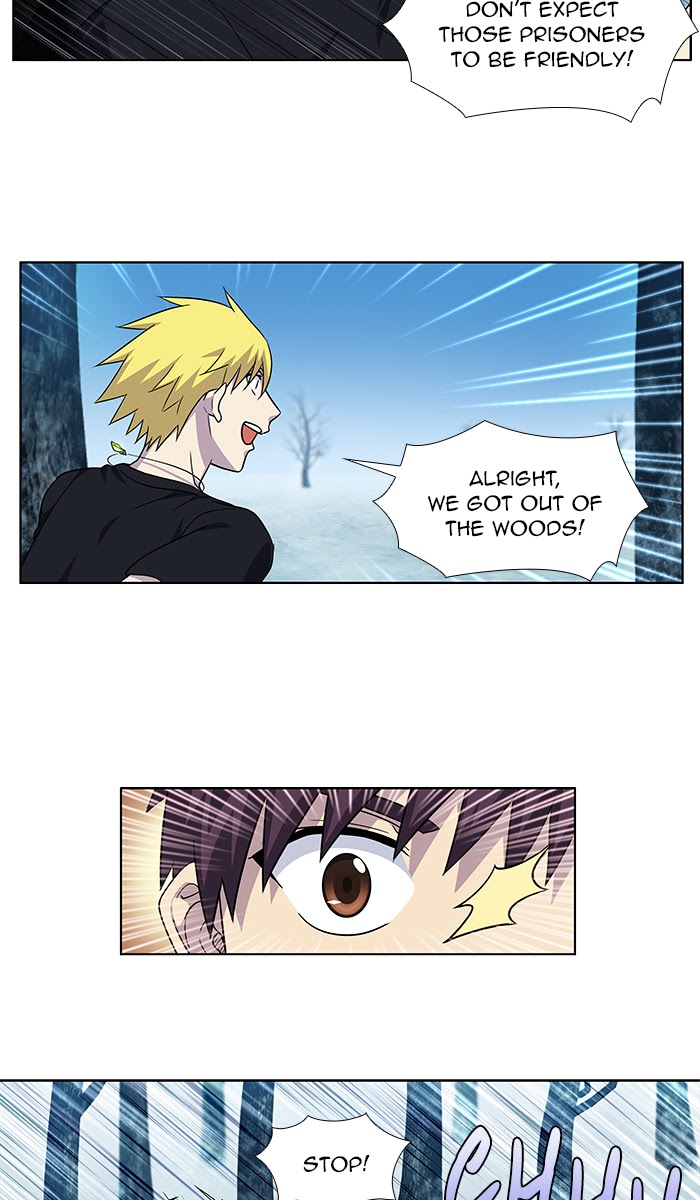 DON'T EXPECT
THOSE PRISONERS
TO BE FRIENDLY!
ALRIGHT,
WE GOT OUT OF
THE WOODS!
STOP!